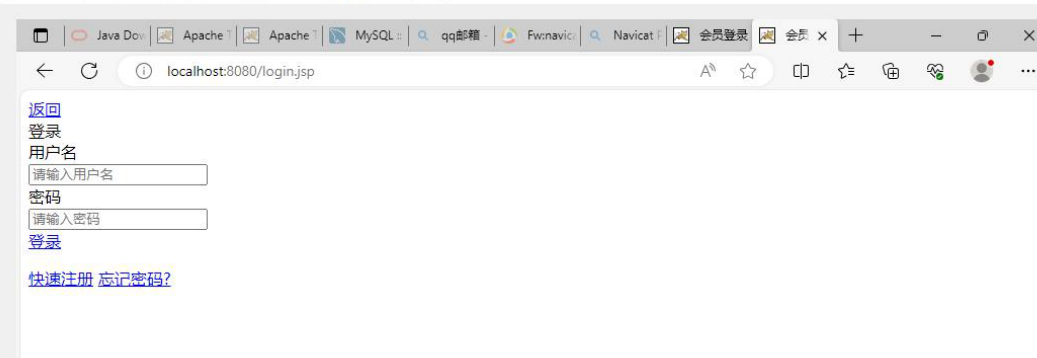 Java Dov Apache T Apache T MySQL :: qq邮箱 - Fw:navica Navicat F 会员登录 会员
localhost:8080/login.jsp
返回
登录
用户名
请输入用户名
密码
请输入密码
登录
快速注册 忘记密码?